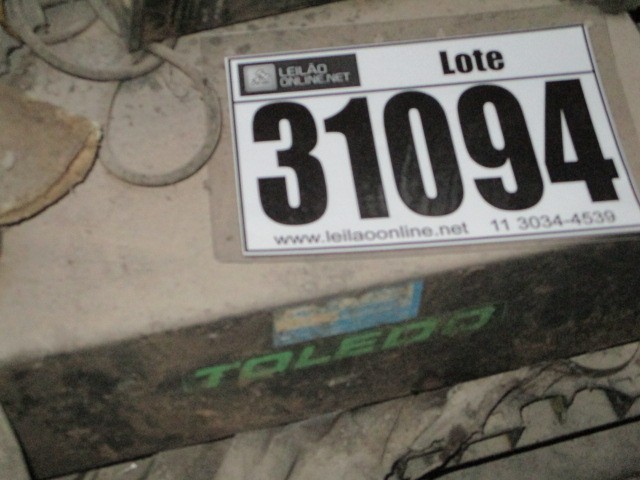 LEILÃO
ONLINE.NET
Lote
31094
www.leilaoonline.net 11 3034-4539
TOLEDO